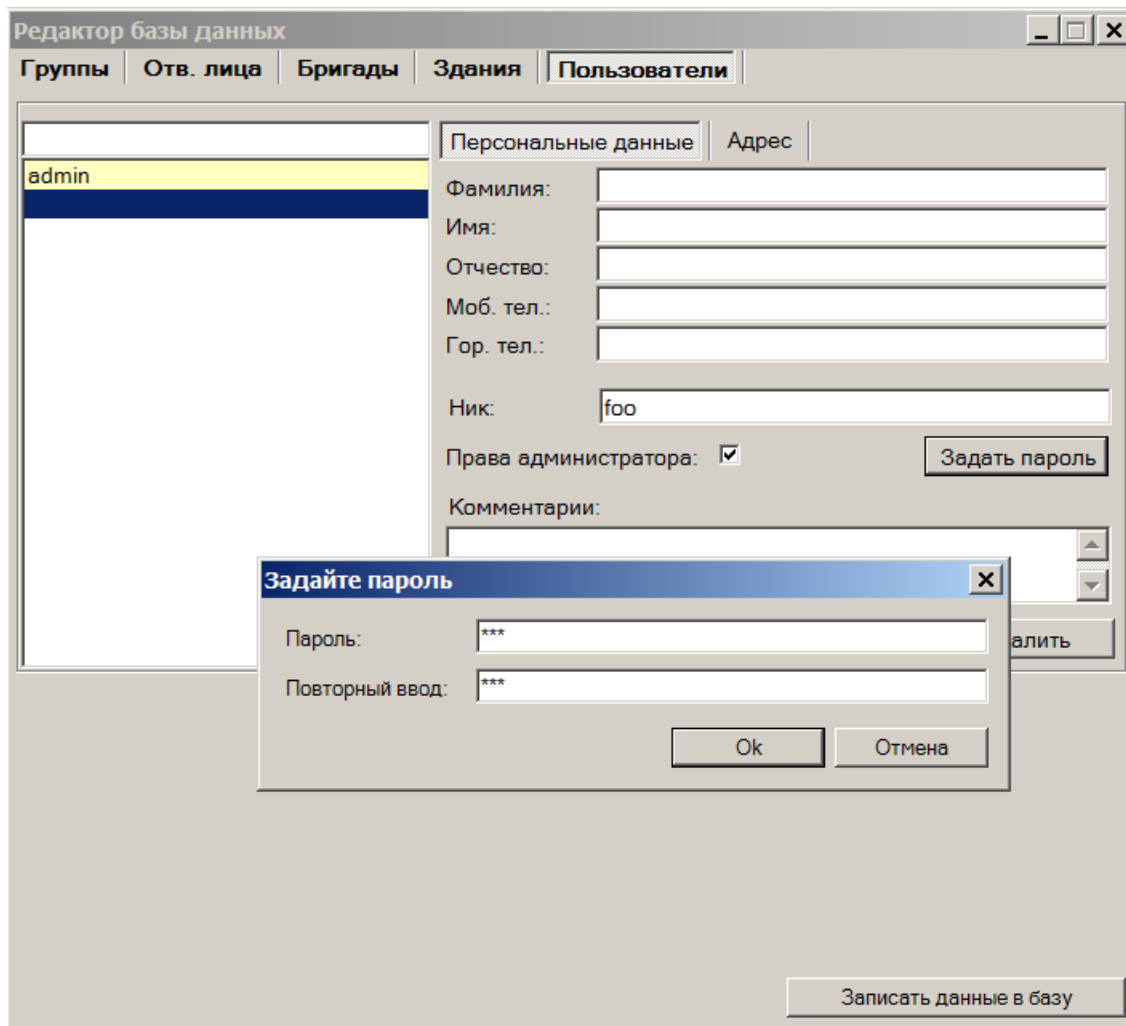 Редактор базы данных
Группы Отв. лица Бригады Здания Пользователи
Персональные данные Адрес
admin
Фамилия:
Имя:
Отчество:
Моб. тел.:
Гор. тел.:
Ник: foo
Права администратора: Задать пароль
Комментарии:
Задайте пароль
Пароль: ***
алить
Повторный ввод: ***
Ok Отмена
Записать данные в базу